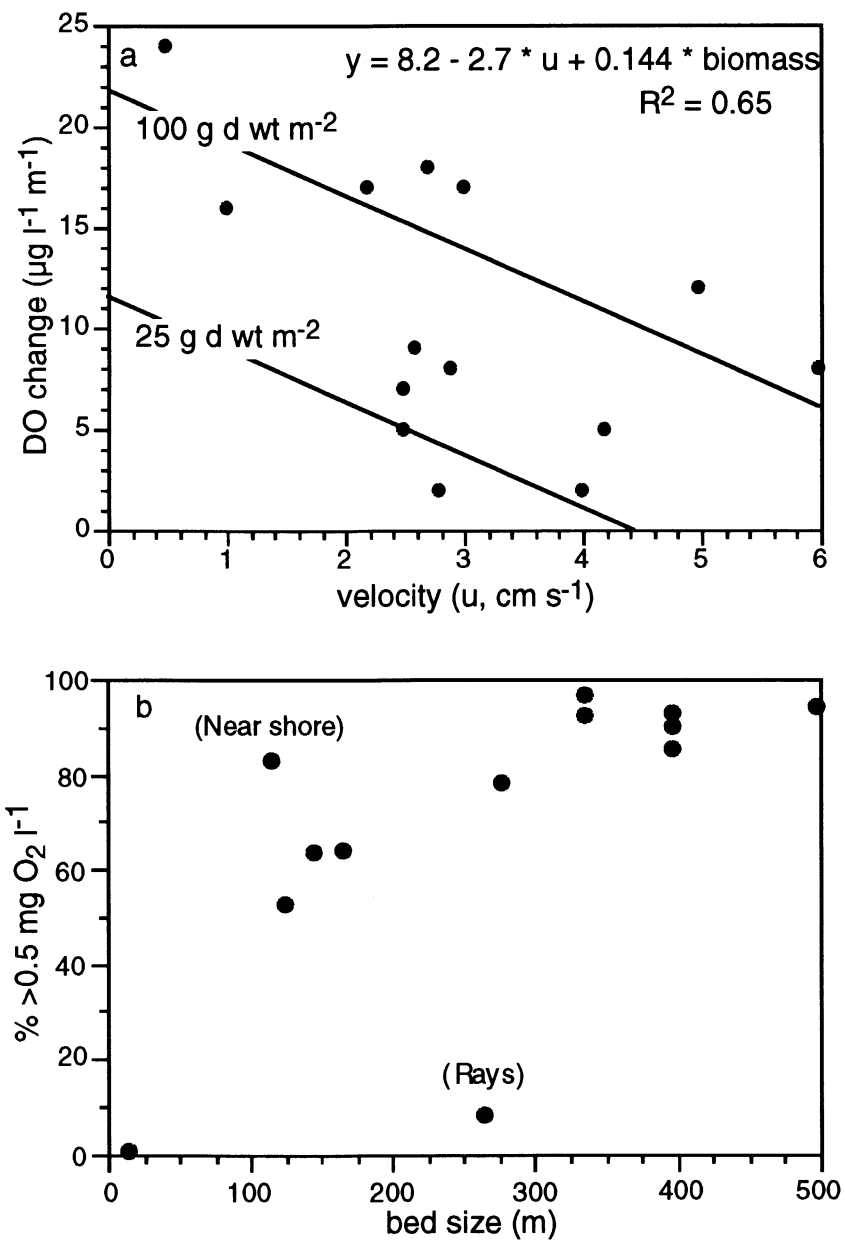 a
y = 8.2 - 2.7 * u + 0.144 * biomass
R² = 0.65
100 g d wt m⁻²
25 g d wt m⁻²
DO change (µg l⁻¹ m⁻¹)
25
20
15
10
5
0
0 1 2 3 4 5 6
velocity (u, cm s⁻¹)
b
(Near shore)
(Rays)
% >0.5 mg O₂ l⁻¹
100
80
60
40
20
0
0 100 200 300 400 500
bed size (m)